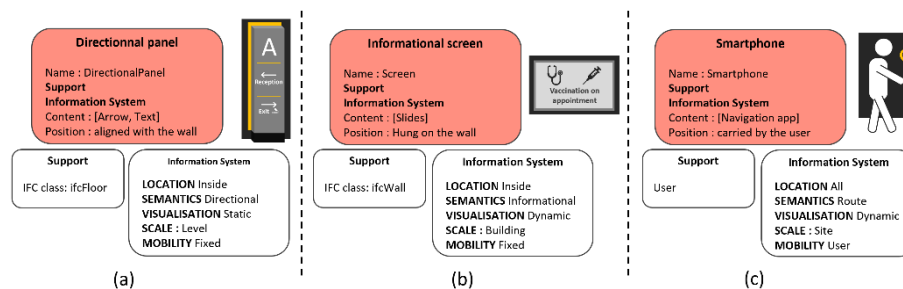 Directionnal panel
Name : DirectionalPanel
Support
Information System
Content : [Arrow, Text]
Position : aligned with the wall
A
Reception
Exit
Support
IFC class: ifcFloor
Information System
LOCATION Inside
SEMANTICS Directional
VISUALISATION Static
SCALE : Level
MOBILITY Fixed
(a)
Informational screen
Name : Screen
Support
Information System
Content : [Slides]
Position : Hung on the wall
Vaccination on
appointment
Support
IFC class: ifcWall
Information System
LOCATION Inside
SEMANTICS Informational
VISUALISATION Dynamic
SCALE : Building
MOBILITY Fixed
(b)
Smartphone
Name : Smartphone
Support
Information System
Content : [Navigation app]
Position : carried by the user
Support
User
Information System
LOCATION All
SEMANTICS Route
VISUALISATION Dynamic
SCALE : Site
MOBILITY User
(c)